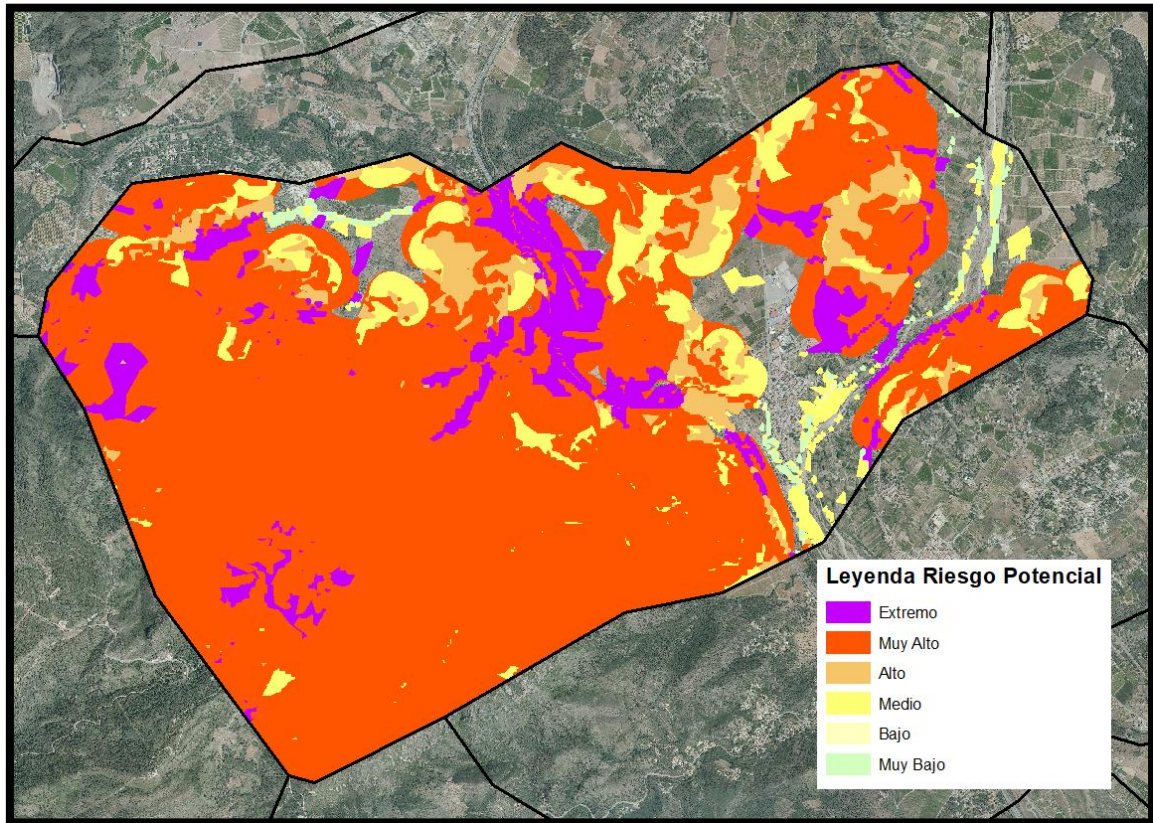 Leyenda Riesgo Potencial
Extremo
Muy Alto
Alto
Medio
Bajo
Muy Bajo